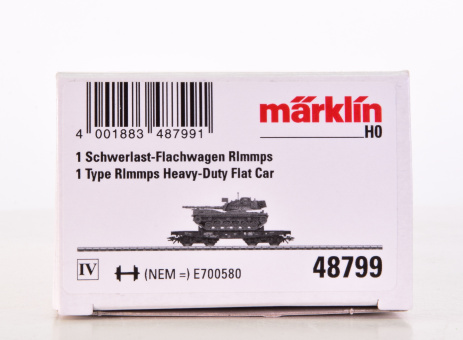 märklin
H0
4 001883 487991
1 Schwerlast-Flachwagen Rlmmps
1 Type Rlmmps Heavy-Duty Flat Car
IV (NEM =) E700580
48799